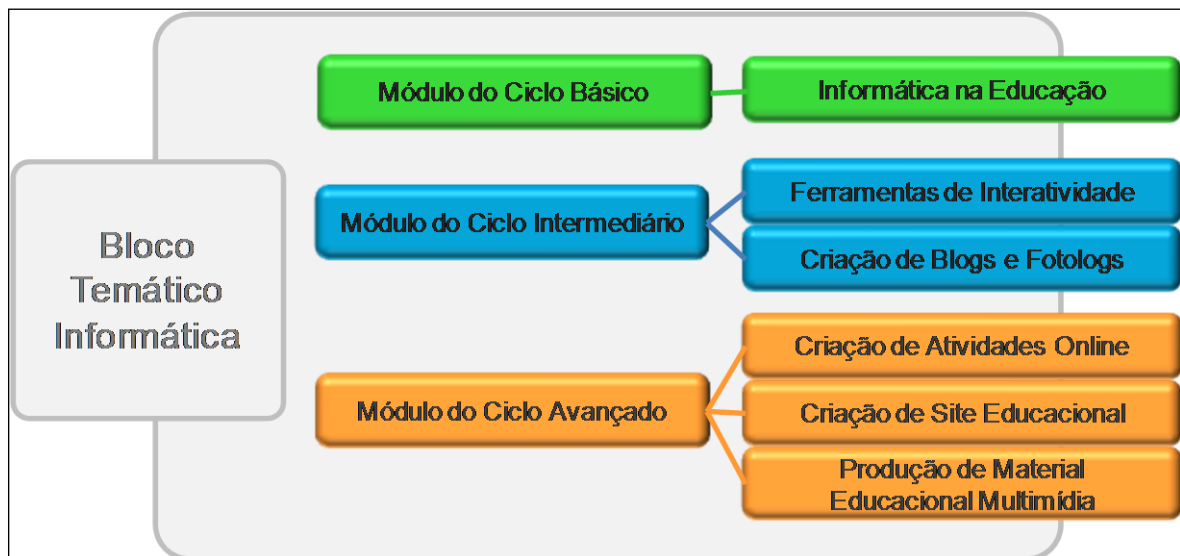 Bloco
Temático
Informática
Módulo do Ciclo Básico
Informática na Educação
Módulo do Ciclo Intermediário
Ferramentas de Interatividade
Criação de Blogs e Fotologs
Módulo do Ciclo Avançado
Criação de Atividades Online
Criação de Site Educacional
Produção de Material
Educacional Multimídia